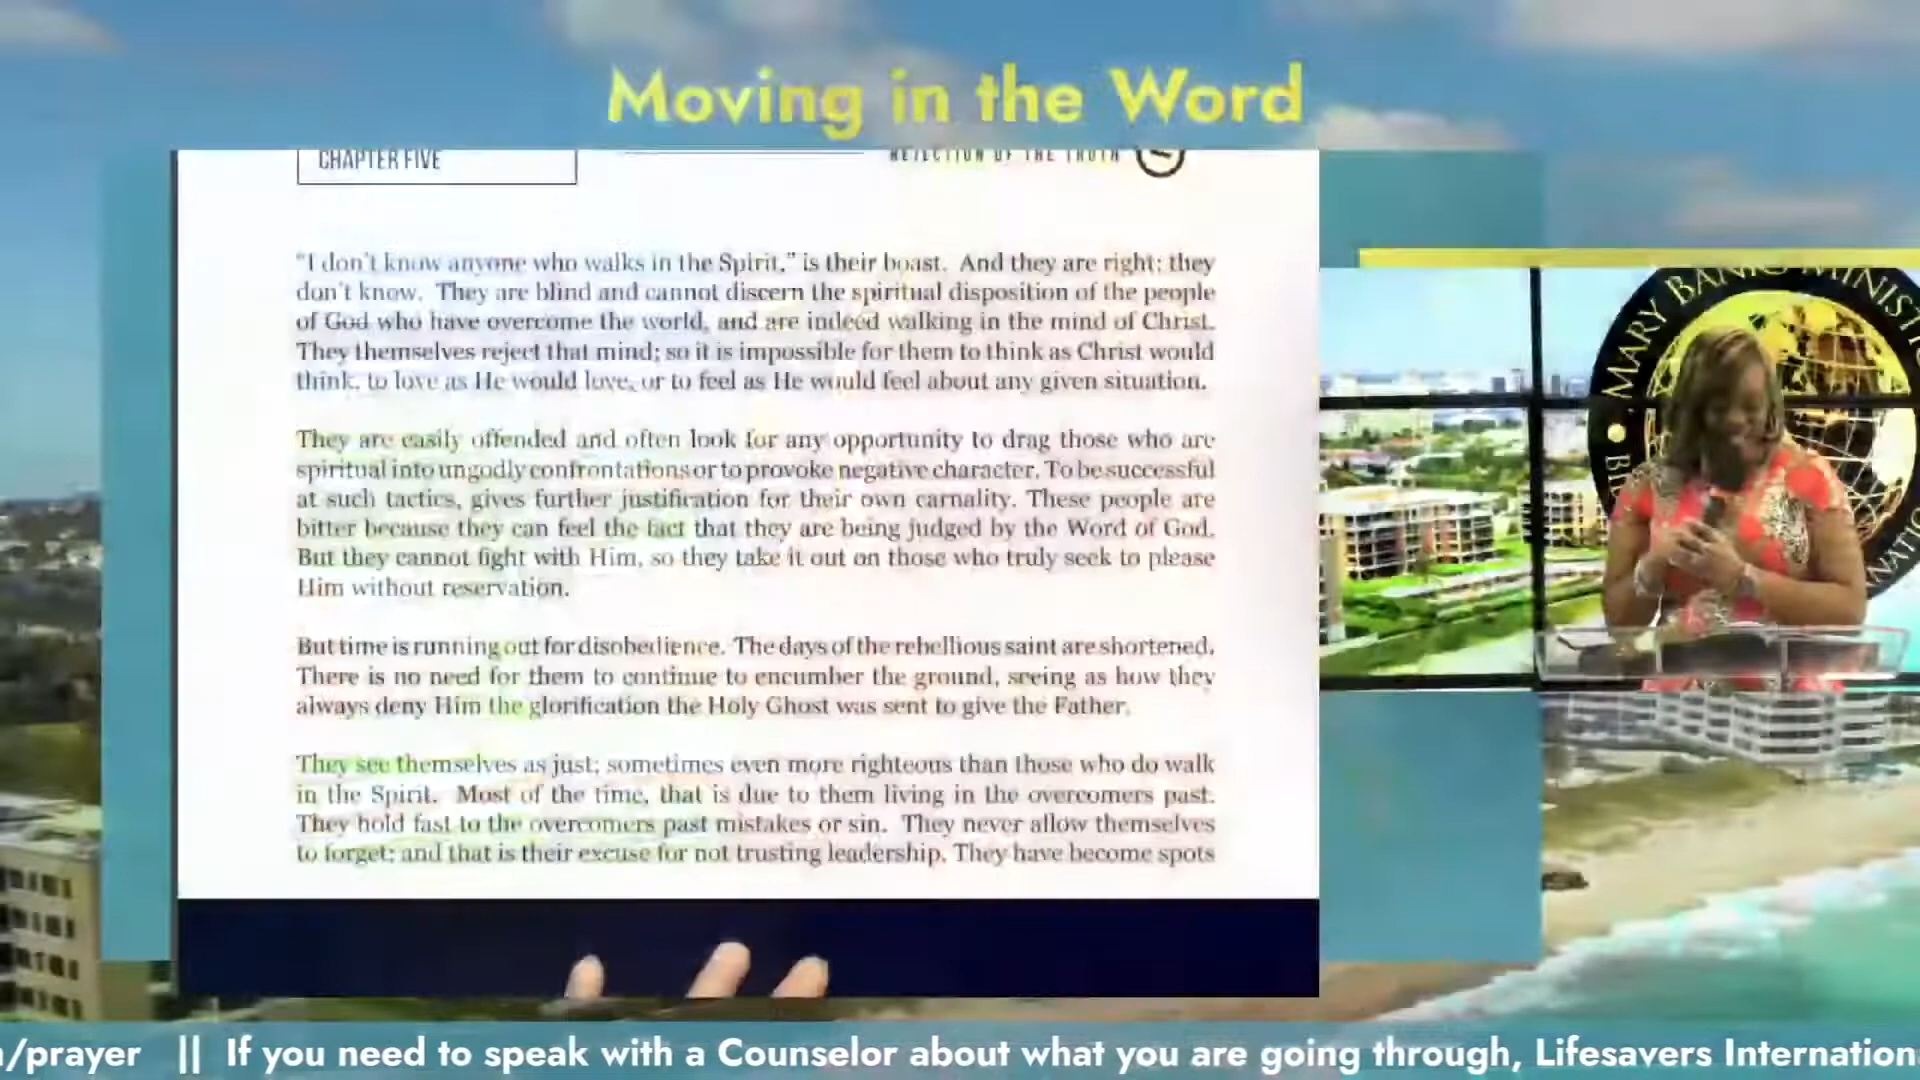 Moving in the Word
CHAPTER FIVE
REJECTION OF THE TRUTH
"I don't know anyone who walks in the Spirit," is their boast. And they are right; they
don't know. They are blind and cannot discern the spiritual disposition of the people
of God who have overcome the world, and are indeed walking in the mind of Christ.
They themselves reject that mind; so it is impossible for them to think as Christ would
think, to love as He would love, or to feel as He would feel about any given situation.
They are easily offended and often look for any opportunity to drag those who are
spiritual into ungodly confrontations or to provoke negative character. To be successful
at such tactics, gives further justification for their own carnality. These people are
bitter because they can feel the fact that they are being judged by the Word of God.
But they cannot fight with Him, so they take it out on those who truly seek to please
Him without reservation.
But time is running out for disobedience. The days of the rebellious saint are shortened.
There is no need for them to continue to encumber the ground, seeing as how they
always deny Him the glorification the Holy Ghost was sent to give the Father.
They see themselves as just; sometimes even more righteous than those who do walk
in the Spirit. Most of the time, that is due to them living in the overcomers past.
They hold fast to the overcomers past mistakes or sin. They never allow themselves
to forget; and that is their excuse for not trusting leadership. They have become spots
MARY BANKS MINIST
BI
NATIO
/prayer || If you need to speak with a Counselor about what you are going through, Lifesavers Internation